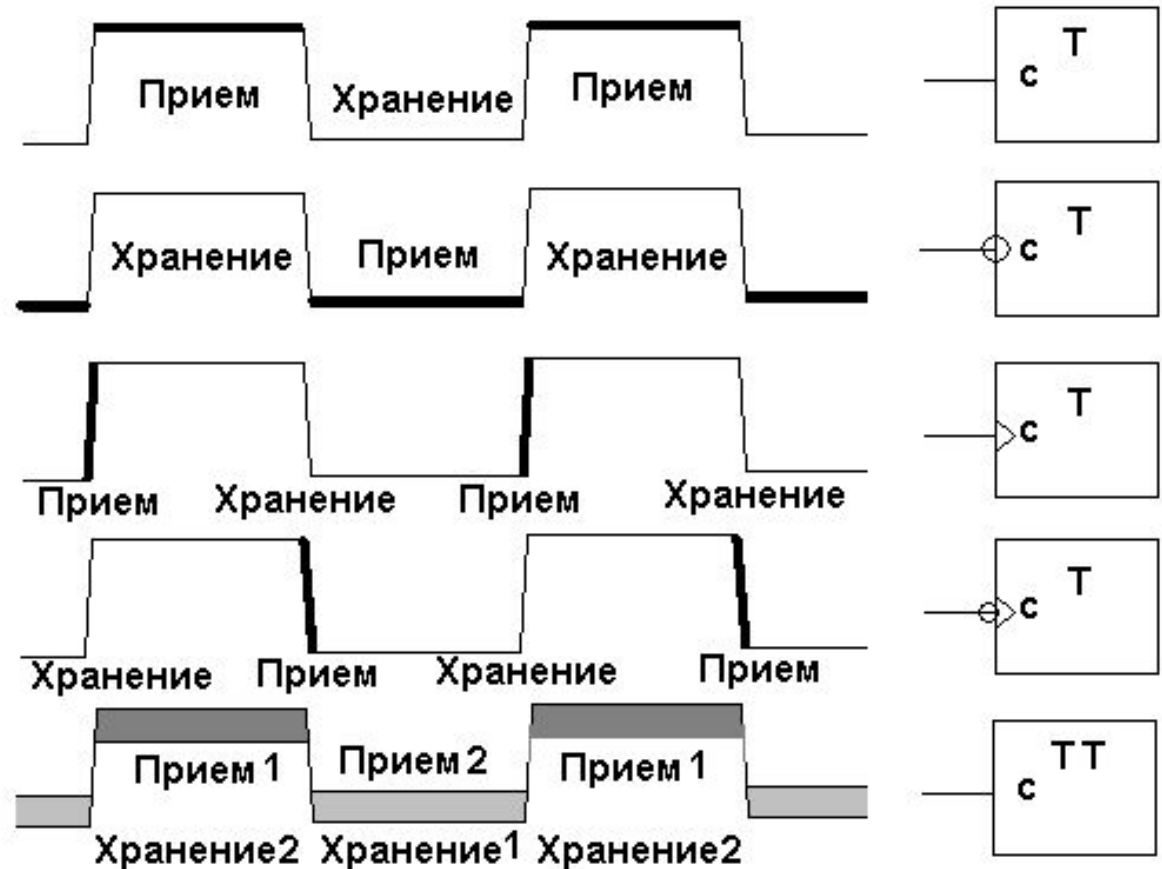 Прием Хранение Прием
T
C
Хранение Прием Хранение
T
C
T
C
Прием Хранение Прием Хранение
T
C
Хранение Прием Хранение Прием
Прием 1 Прием 2 Прием 1
TT
C
Хранение2 Хранение1 Хранение2